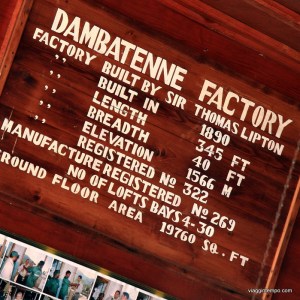 DAMBATENNE FACTORY
FACTORY BUILT BY SIR THOMAS LIPTON
,, BUILT IN 1890
,, LENGTH 345 FT
,, BREADTH 40 FT
,, ELEVATION 1566 M
,, REGISTERED No 322
MANUFACTURE REGISTERED No 269
NO OF LOFTS BAYS 4-30
GROUND FLOOR AREA 19760 SQ. FT